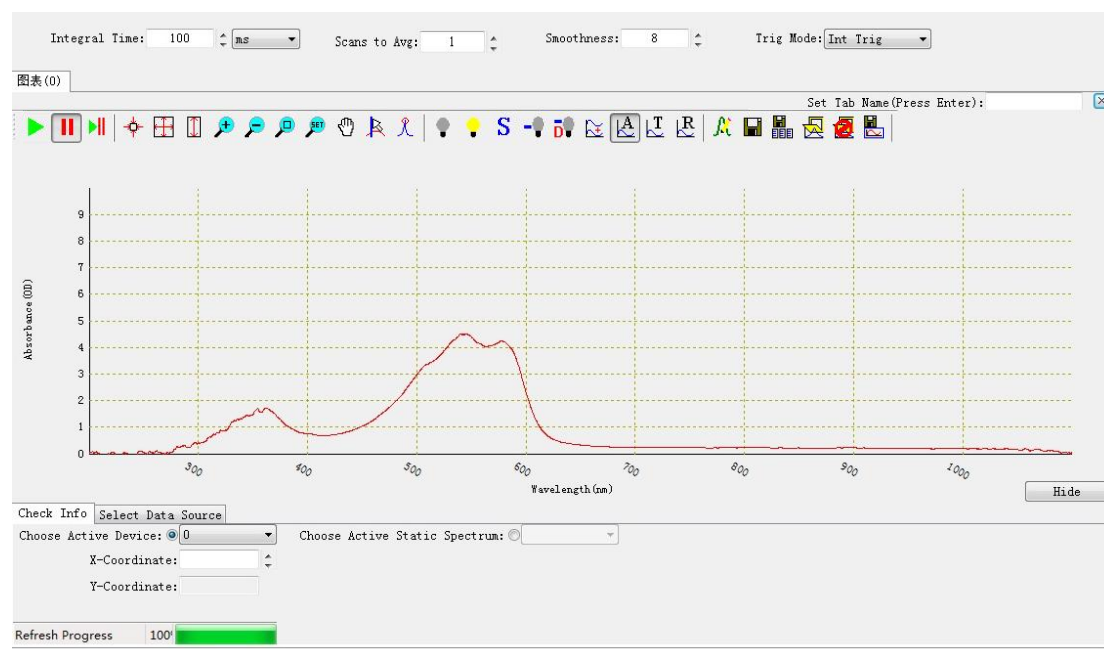 Integral Time: 100 ms Scans to Avg: 1 Smoothness: 8 Trig Mode: Int Trig
图表(0)
Set Tab Name(Press Enter):
SET S D A T R
9
8
7
6
5
4
3
2
1
0
Absorbance(OD)
300 400 500 600 700 800 900 1000
Wavelength(nm)
Hide
Check Info Select Data Source
Choose Active Device: 0 Choose Active Static Spectrum:
X-Coordinate:
Y-Coordinate:
Refresh Progress 100